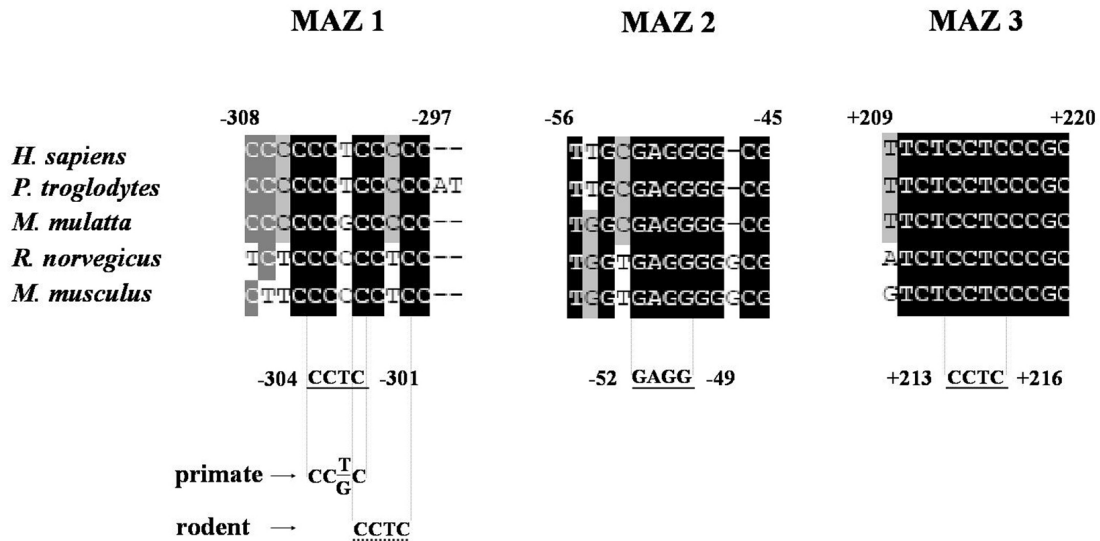 MAZ 1 MAZ 2 MAZ 3
-308 -297 -56 -45 +209 +220
H. sapiens CCCCCCTCCCCC-- TTGCGAGGGG-CG TTCTCCTCCCGC
P. troglodytes CCCCCCTCCCCCAT TTGCGAGGGG-CG TTCTCCTCCCGC
M. mulatta CCCCCCGCCCCC-- TGGCGAGGGG-CG TTCTCCTCCCGC
R. norvegicus TCTCCCCCCTCC-- TGGTGAGGGGGCG ATCTCCTCCCGC
M. musculus CTTCCCCCCTCC-- TGGTGAGGGGGCG GTCTCCTCCCGC
-304 CCTC -301 -52 GAGG -49 +213 CCTC +216
primate → CCT/GC
rodent → CCTC